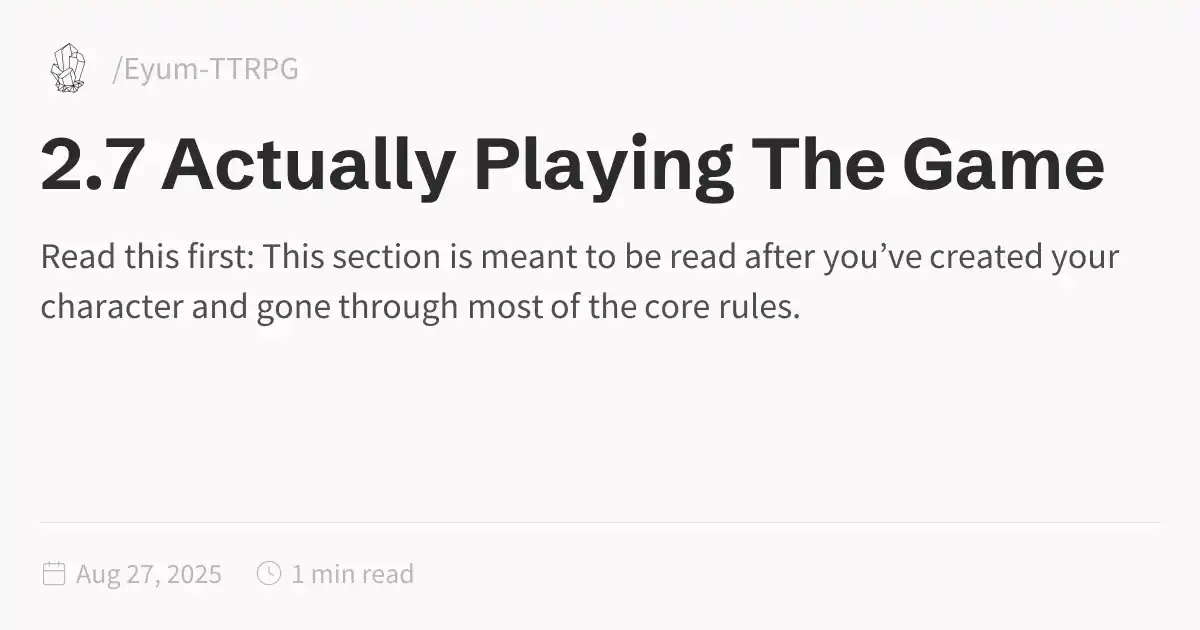 /Eyum-TTRPG
2.7 Actually Playing The Game
Read this first: This section is meant to be read after you’ve created your
character and gone through most of the core rules.
Aug 27, 2025 1 min read